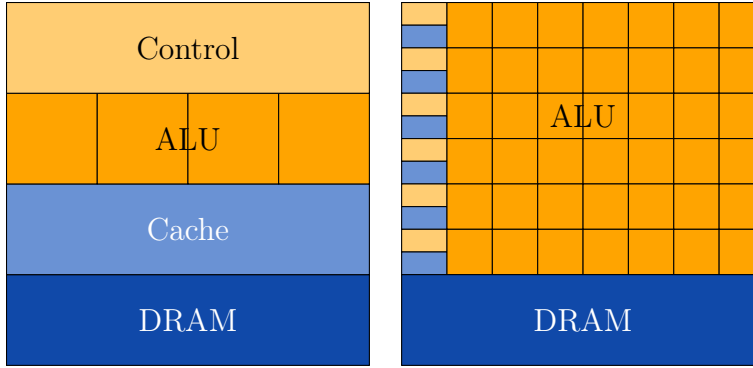 Control
ALU
Cache
DRAM
ALU
DRAM